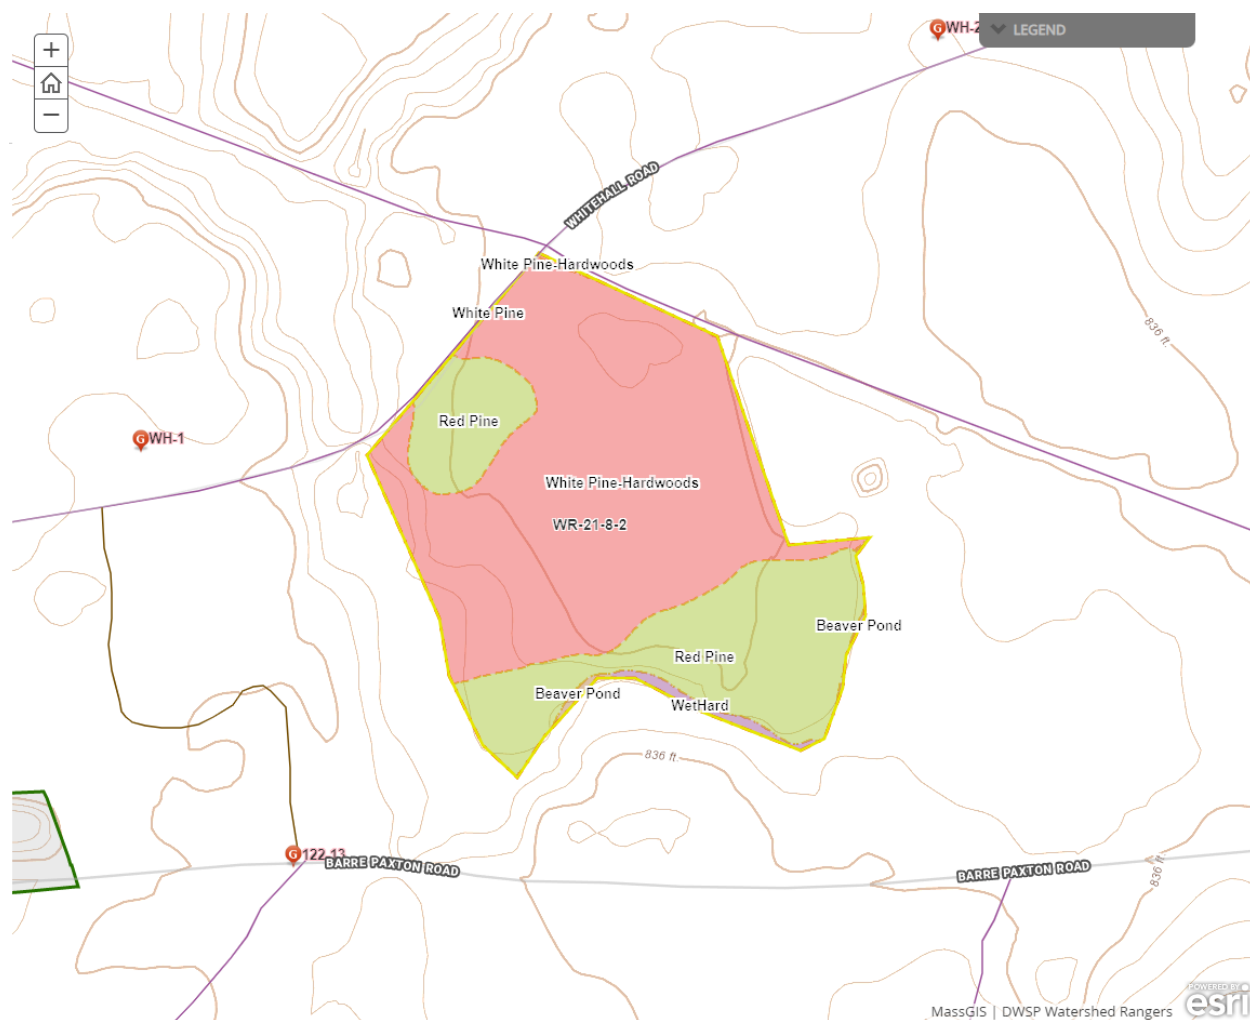 +
−
WH-2
LEGEND
WHITEHALL ROAD
White Pine-Hardwoods
White Pine
836 ft.
Red Pine
G WH-1
White Pine-Hardwoods
WR-21-8-2
Beaver Pond
Red Pine
Beaver Pond
WetHard
836 ft.
G 122-13
BARRE PAXTON ROAD
BARRE PAXTON ROAD
836 ft.
POWERED BY
esri
MassGIS | DWSP Watershed Rangers